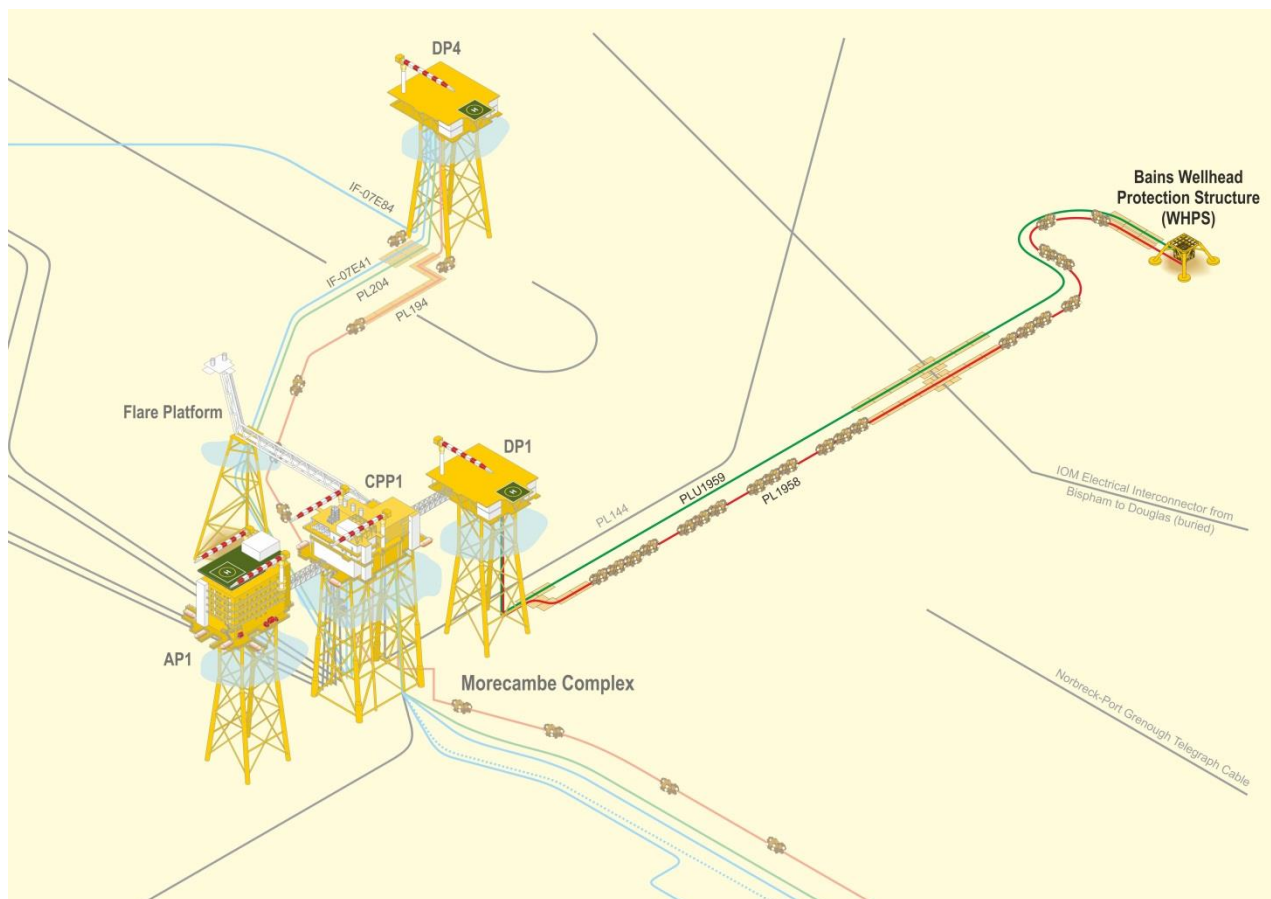 DP4
Bains Wellhead
Protection Structure
(WHPS)
IF-07E84
IF-07E41
PL204
PL194
Flare Platform
DP1
CPP1
PLU1959
PL1958
PL144
IOM Electrical Interconnector from
Bispham to Douglas (buried)
AP1
Morecambe Complex
Norbreck-Port Grenough Telegraph Cable
H
H
H